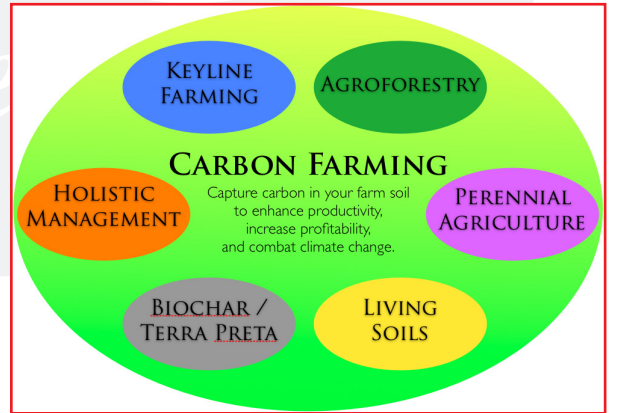 KEYLINE
FARMING
AGROFORESTRY
CARBON FARMING
Capture carbon in your farm soil
to enhance productivity,
increase profitability,
and combat climate change.
HOLISTIC
MANAGEMENT
PERENNIAL
AGRICULTURE
BIOCHAR /
TERRA PRETA
LIVING
SOILS